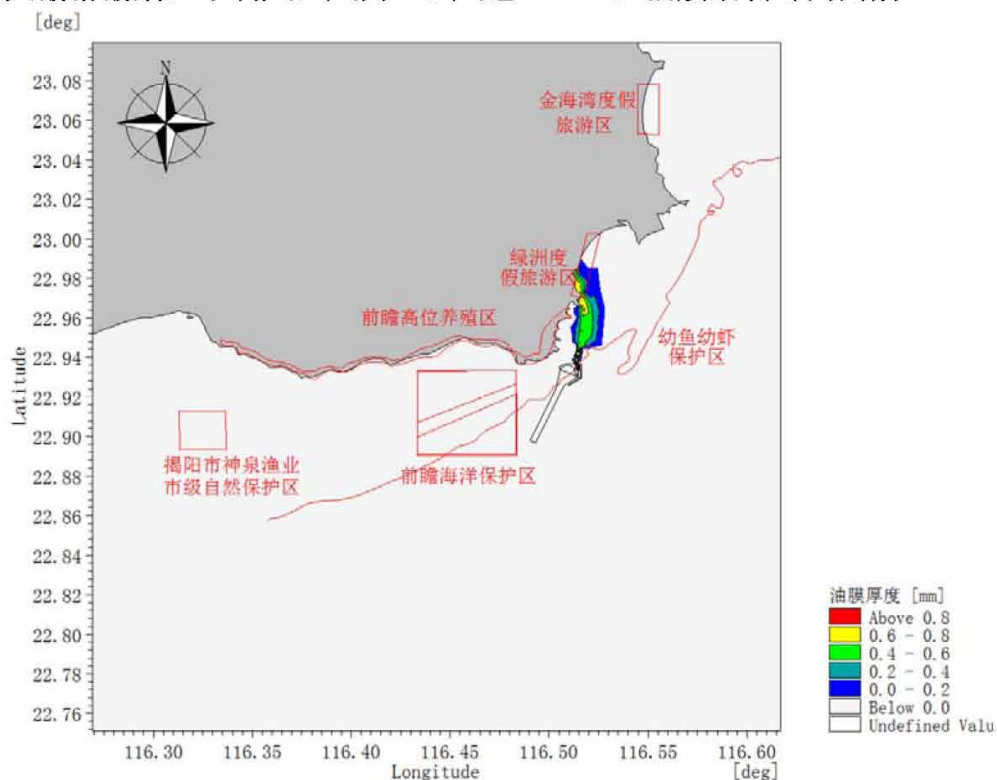 [deg]
23.08
23.06
23.04
23.02
23.00
22.98
22.96
22.94
22.92
22.90
22.88
22.86
22.84
22.82
22.80
22.78
22.76
Latitude
N
金海湾度假
旅游区
绿洲度
假旅游区
前瞻高位养殖区
幼鱼幼虾
保护区
揭阳市神泉渔业
市级自然保护区
前瞻海洋保护区
油膜厚度 [mm]
Above 0.8
0.6 - 0.8
0.4 - 0.6
0.2 - 0.4
0.0 - 0.2
Below 0.0
Undefined Valu
116.30 116.35 116.40 116.45 116.50 116.55 116.60
Longitude
[deg]